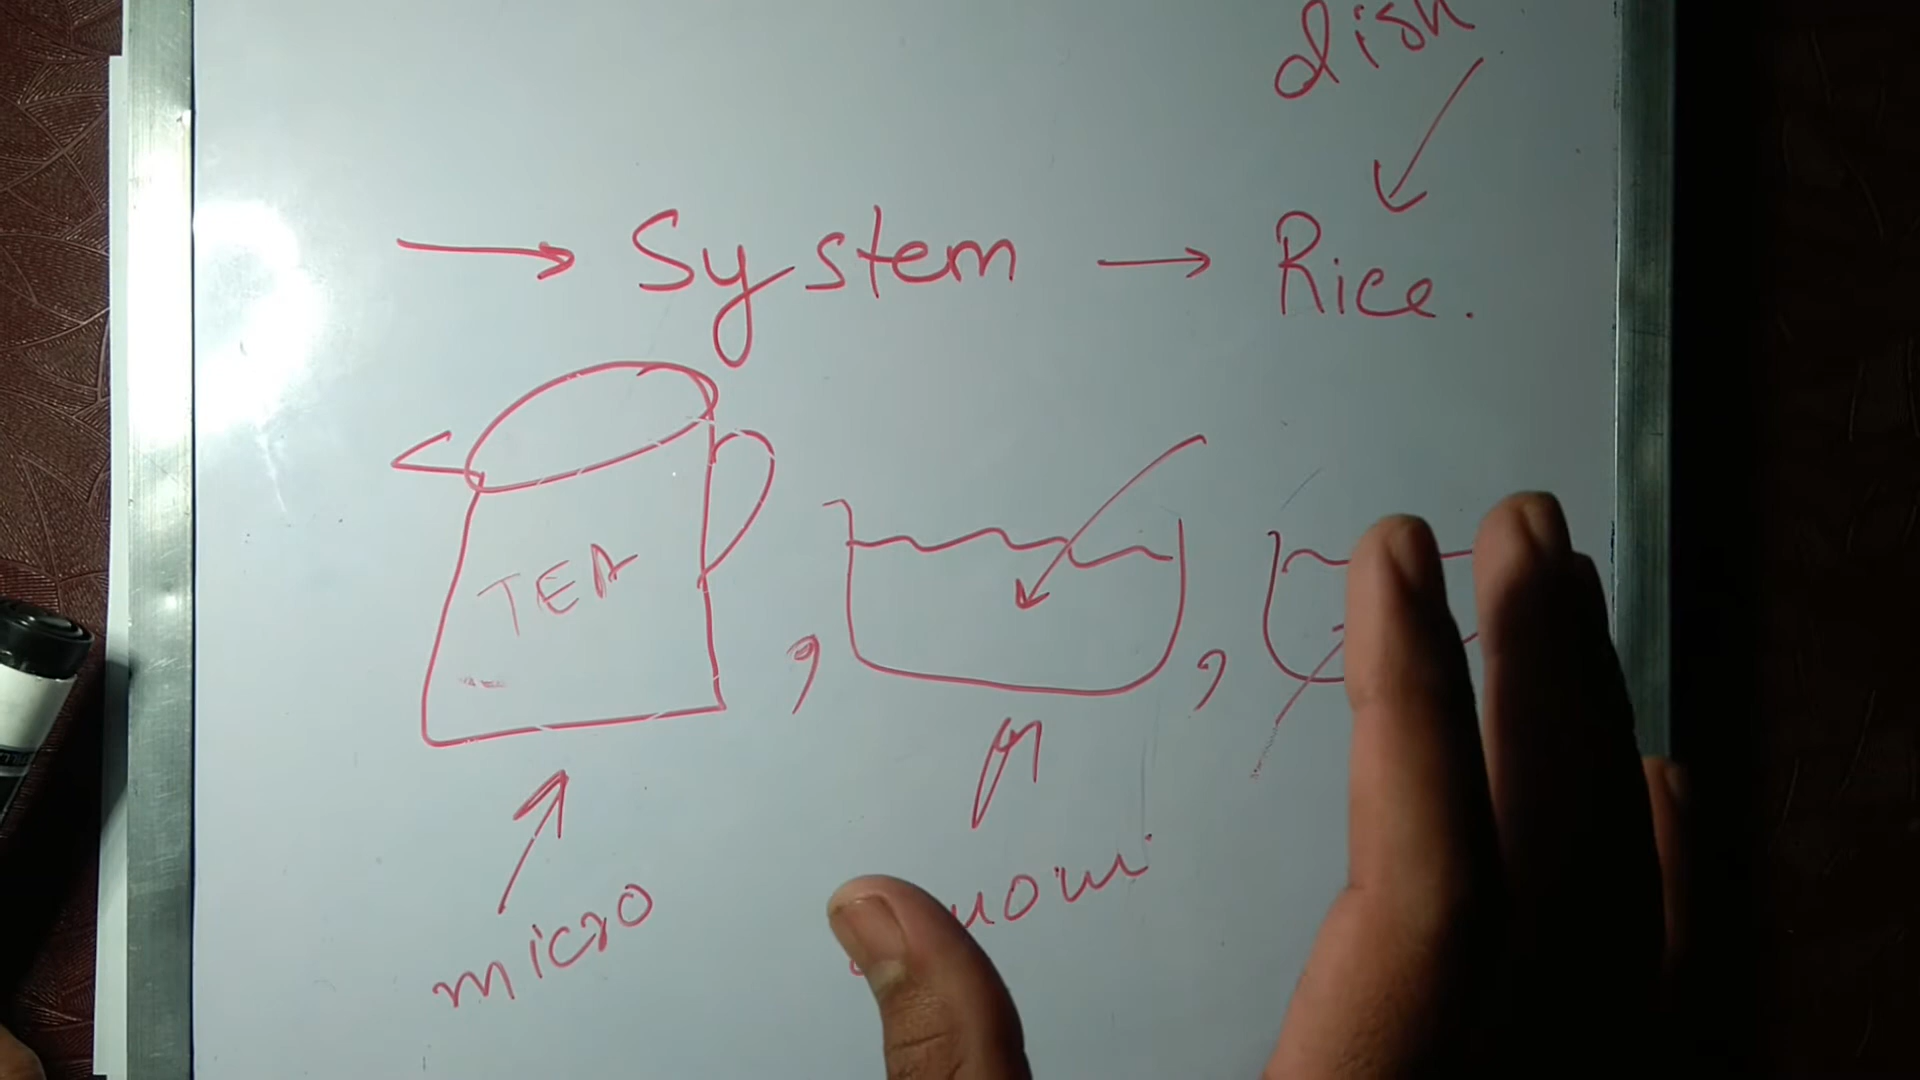 dish
→ System → Rice.
TEA
,
,
micro